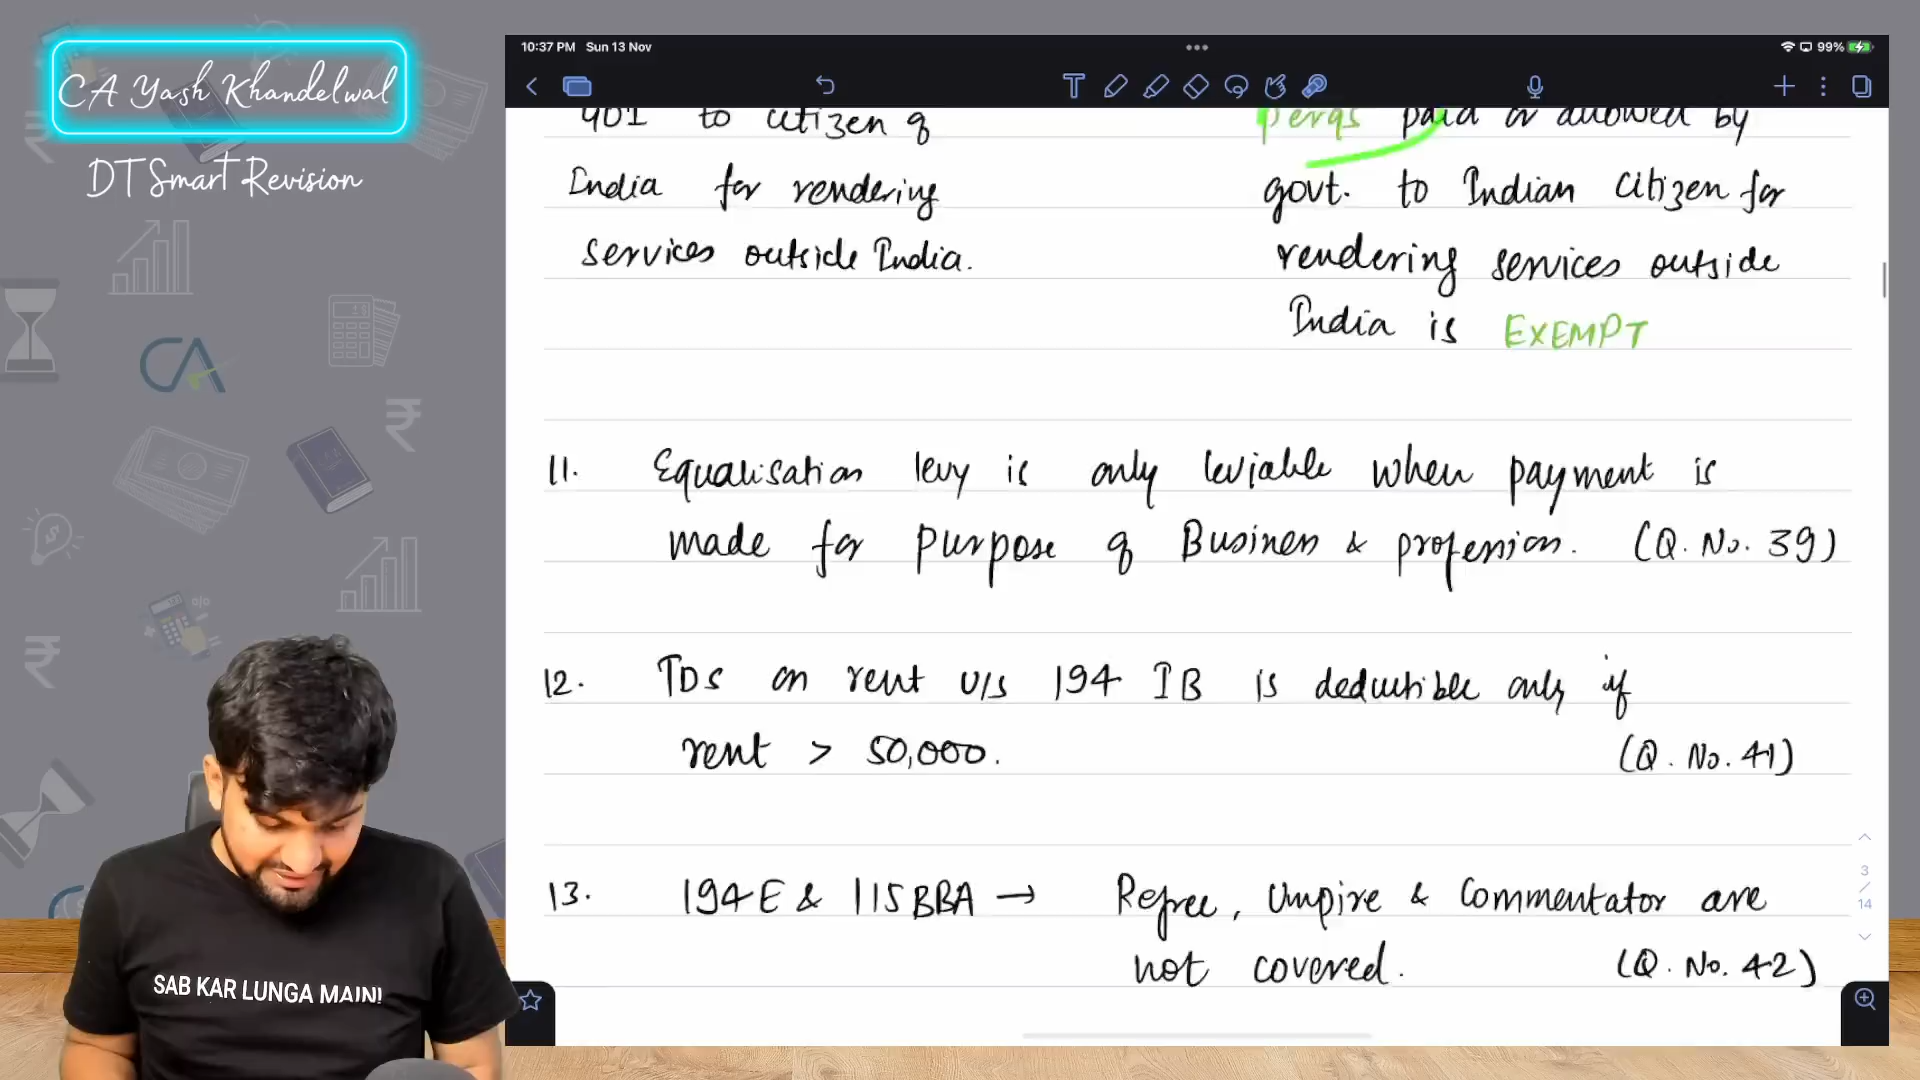 CA Yash Khandelwal
DT Smart Revision
10:37 PM Sun 13 Nov
99%
401 to citizen of
India for rendering
services outside India.
perqs paid or allowed by
govt. to Indian Citizen for
rendering services outside
India is EXEMPT
11. Equalisation levy is only leviable when payment is
made for purpose of Business & profession. (Q. No. 39)
12. TDS on rent u/s 194 IB is deductible only if
rent > 50,000. (Q. No. 41)
13. 194E & 115BBA → Refree, Umpire & Commentator are
not covered. (Q. No. 42)
3
/
14
CA
SAB KAR LUNGA MAIN!